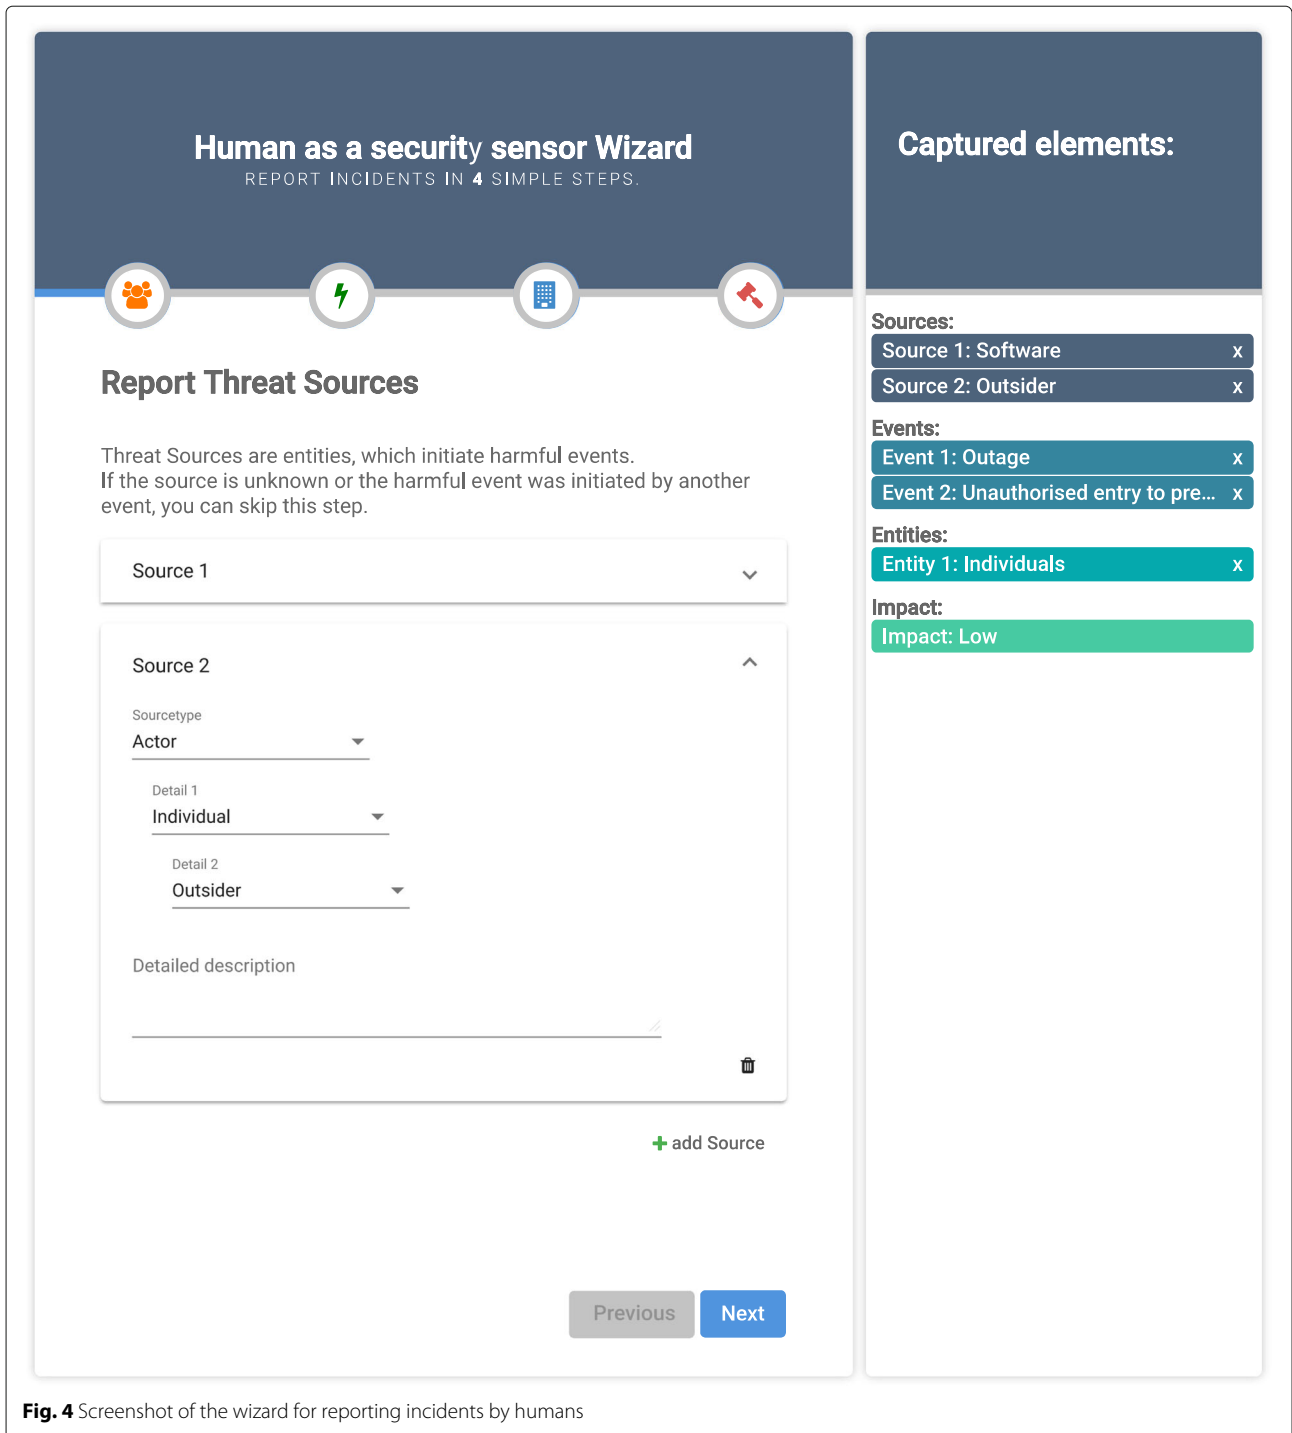 Human as a security sensor Wizard
REPORT INCIDENTS IN 4 SIMPLE STEPS.
Report Threat Sources
Threat Sources are entities, which initiate harmful events.
If the source is unknown or the harmful event was initiated by another
event, you can skip this step.
Source 1
Source 2
Sourcetype
Actor
Detail 1
Individual
Detail 2
Outsider
Detailed description
+ add Source
Previous
Next
Captured elements:
Sources:
Source 1: Software x
Source 2: Outsider x
Events:
Event 1: Outage x
Event 2: Unauthorised entry to pre... x
Entities:
Entity 1: Individuals x
Impact:
Impact: Low
Fig. 4 Screenshot of the wizard for reporting incidents by humans